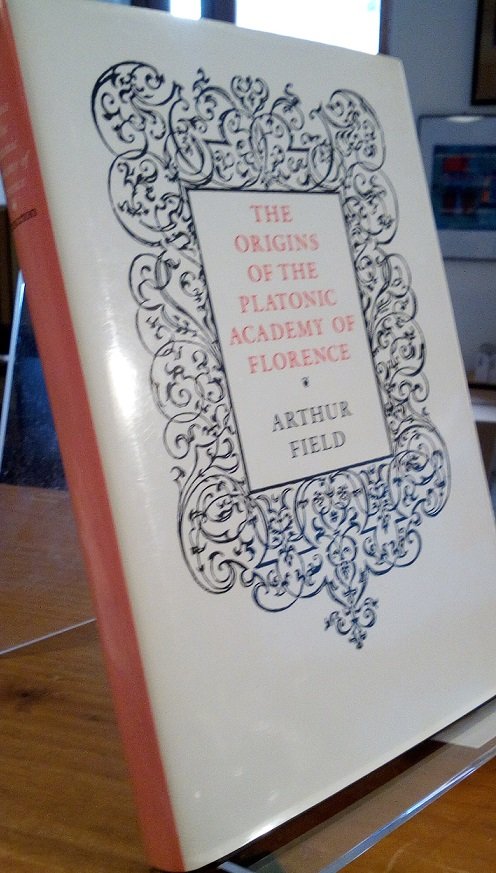 THE
ORIGINS
OF THE
PLATONIC
ACADEMY OF
FLORENCE
ARTHUR
FIELD